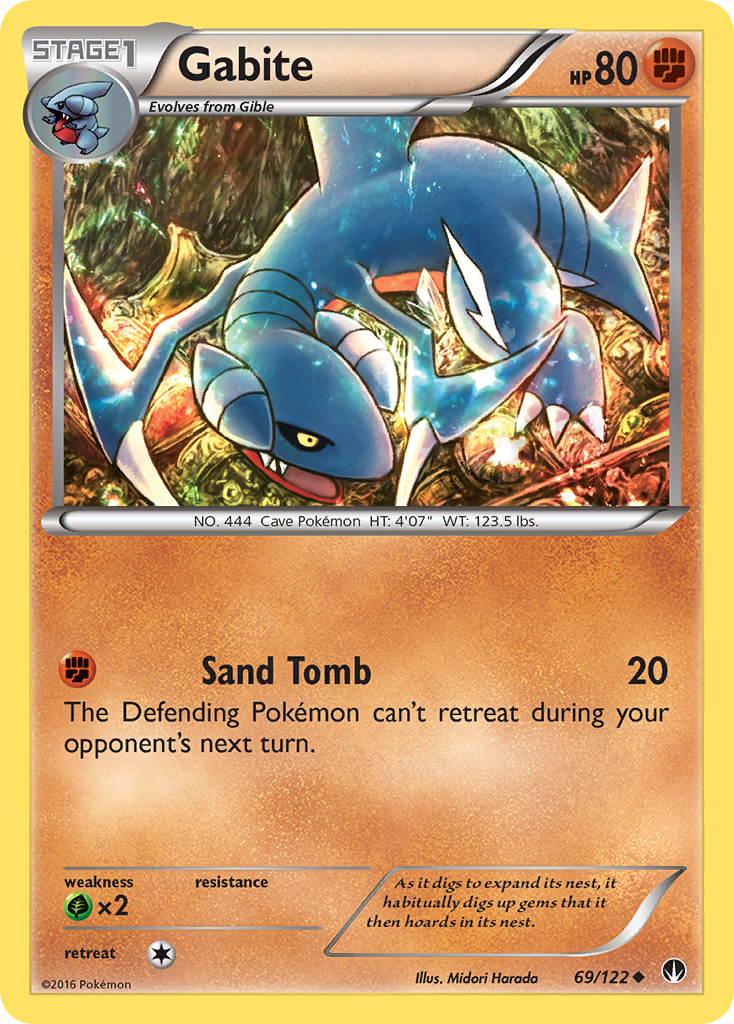 STAGE1
Gabite
HP 80
Evolves from Gible
NO. 444 Cave Pokémon HT: 4'07" WT: 123.5 lbs.
Sand Tomb 20
The Defending Pokémon can't retreat during your
opponent's next turn.
weakness resistance
×2
retreat
As it digs to expand its nest, it
habitually digs up gems that it
then hoards in its nest.
©2016 Pokémon
Illus. Midori Harada 69/122